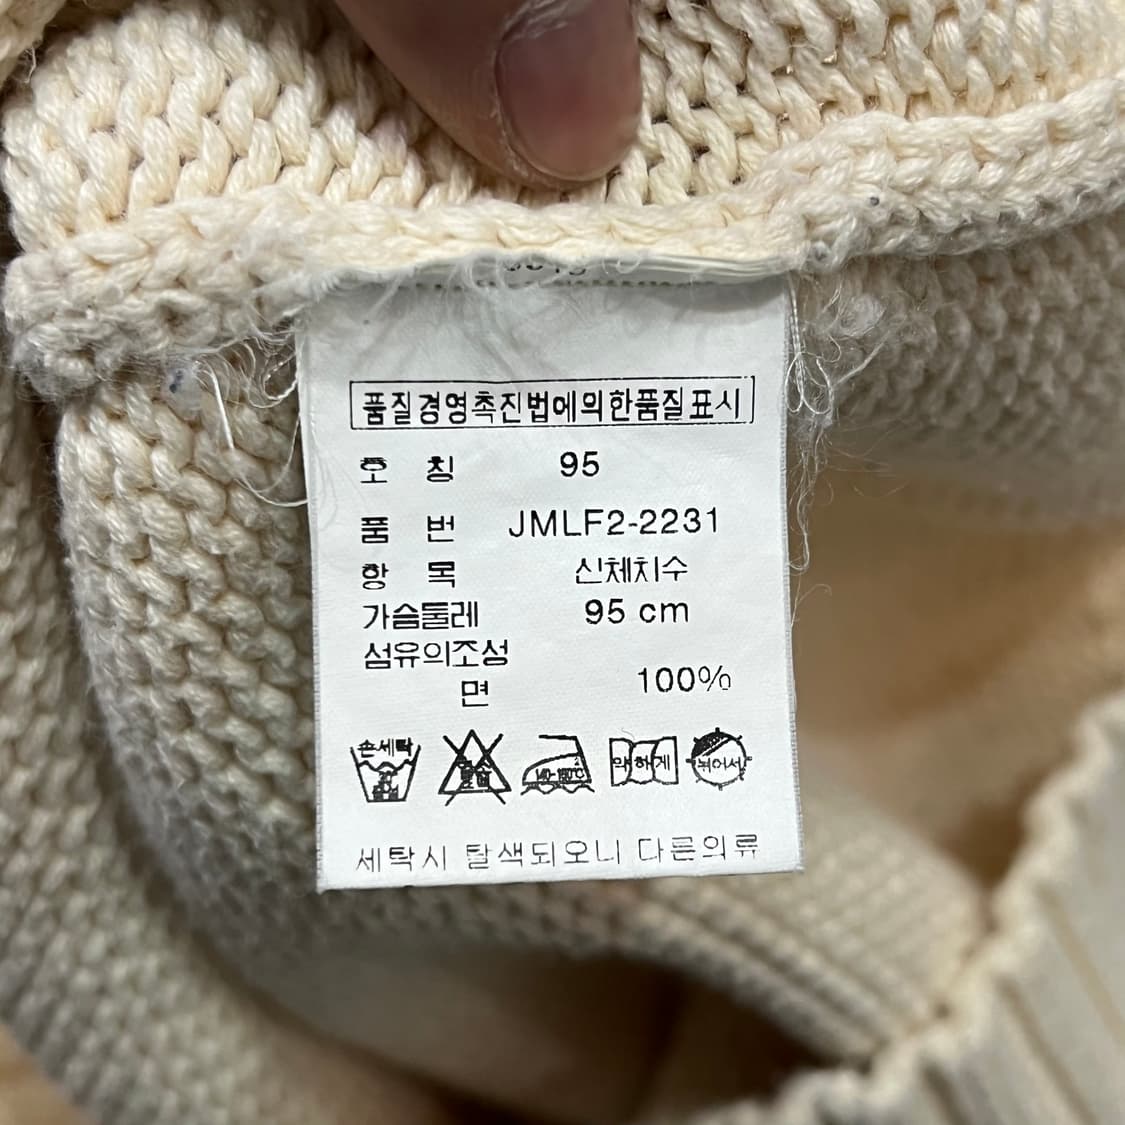 품질경영촉진법에의한품질표시
호 칭 95
품 번 JMLF2-2231
항 목 신체치수
가슴둘레 95 cm
섬유의조성
면 100%
손세탁 약하게 뉘어서
세탁시 탈색되오니 다른의류